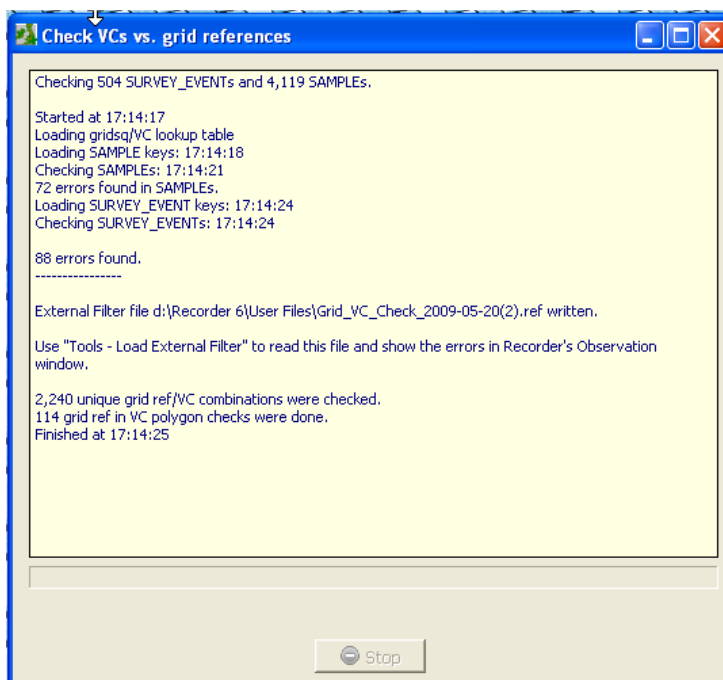 Check VCs vs. grid references
Checking 504 SURVEY_EVENTs and 4,119 SAMPLEs.
Started at 17:14:17
Loading gridsq/VC lookup table
Loading SAMPLE keys: 17:14:18
Checking SAMPLEs: 17:14:21
72 errors found in SAMPLEs.
Loading SURVEY_EVENT keys: 17:14:24
Checking SURVEY_EVENTs: 17:14:24
88 errors found.
----------------
External Filter file d:\Recorder 6\User Files\Grid_VC_Check_2009-05-20(2).ref written.
Use "Tools - Load External Filter" to read this file and show the errors in Recorder's Observation
window.
2,240 unique grid ref/VC combinations were checked.
114 grid ref in VC polygon checks were done.
Finished at 17:14:25
Stop